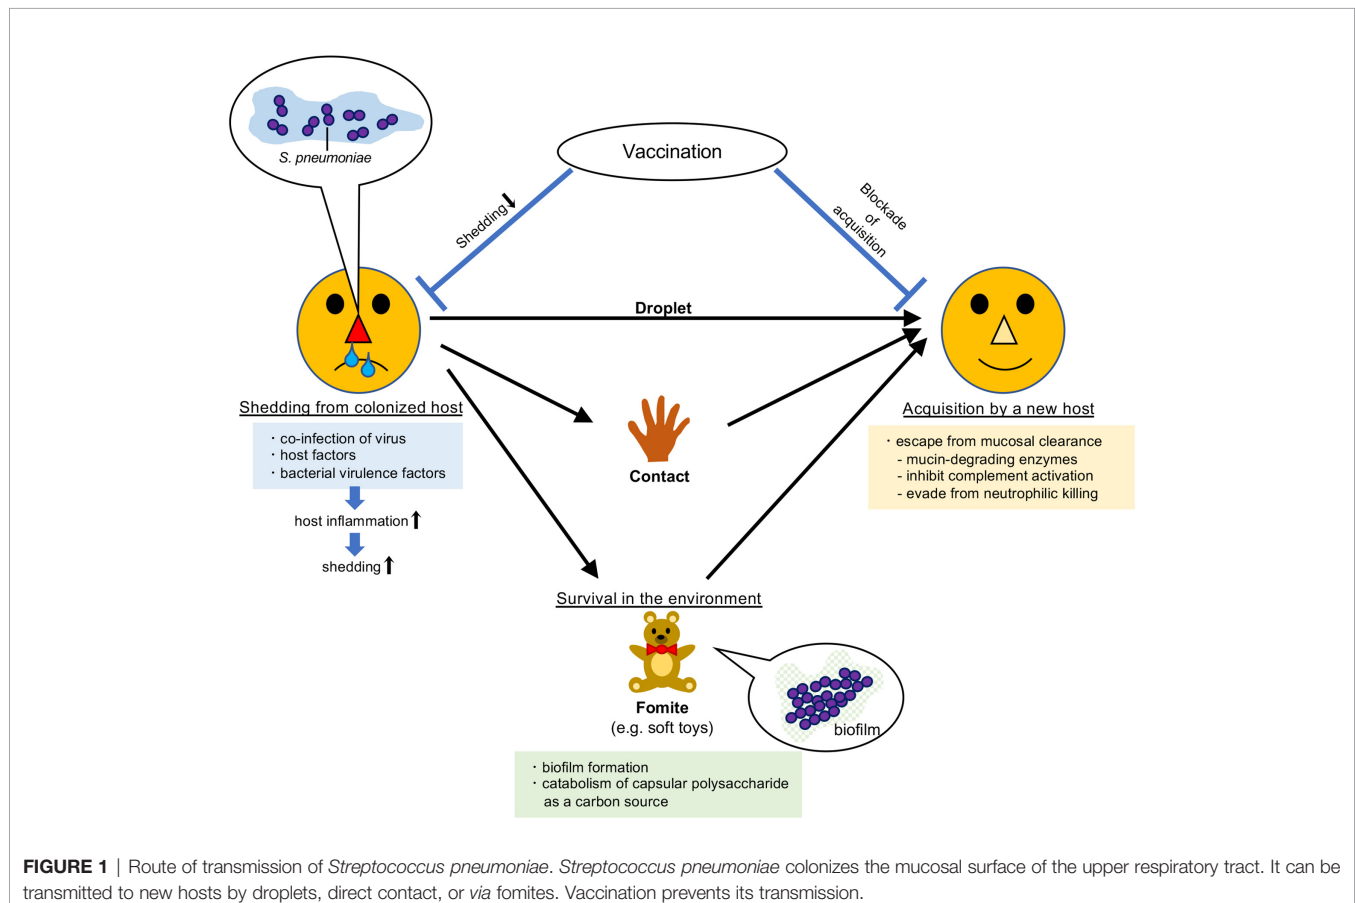 S. pneumoniae
Vaccination
Shedding
Blockade
of
acquisition
Droplet
Shedding from colonized host
· co-infection of virus
· host factors
· bacterial virulence factors
host inflammation
shedding
Contact
Acquisition by a new host
· escape from mucosal clearance
- mucin-degrading enzymes
- inhibit complement activation
- evade from neutrophilic killing
Survival in the environment
Fomite
(e.g. soft toys)
biofilm
· biofilm formation
· catabolism of capsular polysaccharide
as a carbon source
FIGURE 1 | Route of transmission of Streptococcus pneumoniae. Streptococcus pneumoniae colonizes the mucosal surface of the upper respiratory tract. It can be
transmitted to new hosts by droplets, direct contact, or via fomites. Vaccination prevents its transmission.